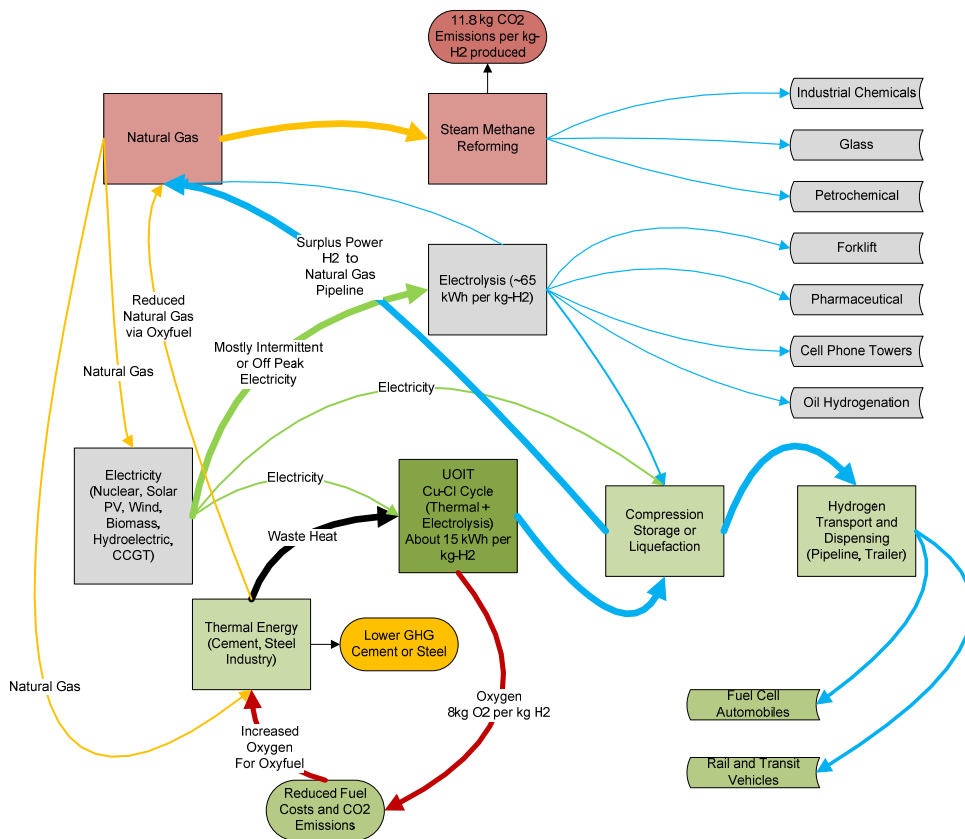 11.8 kg CO2
Emissions per kg-
H2 produced
Natural Gas
Steam Methane
Reforming
Industrial Chemicals
Glass
Petrochemical
Surplus Power
H2 to
Natural Gas
Pipeline
Electrolysis (~65
kWh per kg-H2)
Forklift
Pharmaceutical
Cell Phone Towers
Oil Hydrogenation
Reduced
Natural Gas
via Oxyfuel
Mostly Intermittent
or Off Peak
Electricity
Natural Gas
Electricity
Electricity
(Nuclear, Solar
PV, Wind,
Biomass,
Hydroelectric,
CCGT)
Electricity
UOIT
Cu-Cl Cycle
(Thermal +
Electrolysis)
About 15 kWh per
kg-H2
Compression
Storage or
Liquefaction
Hydrogen
Transport and
Dispensing
(Pipeline, Trailer)
Waste Heat
Thermal Energy
(Cement, Steel
Industry)
Lower GHG
Cement or Steel
Natural Gas
Oxygen
8kg O2 per kg H2
Fuel Cell
Automobiles
Increased
Oxygen
For Oxyfuel
Rail and Transit
Vehicles
Reduced Fuel
Costs and CO2
Emissions